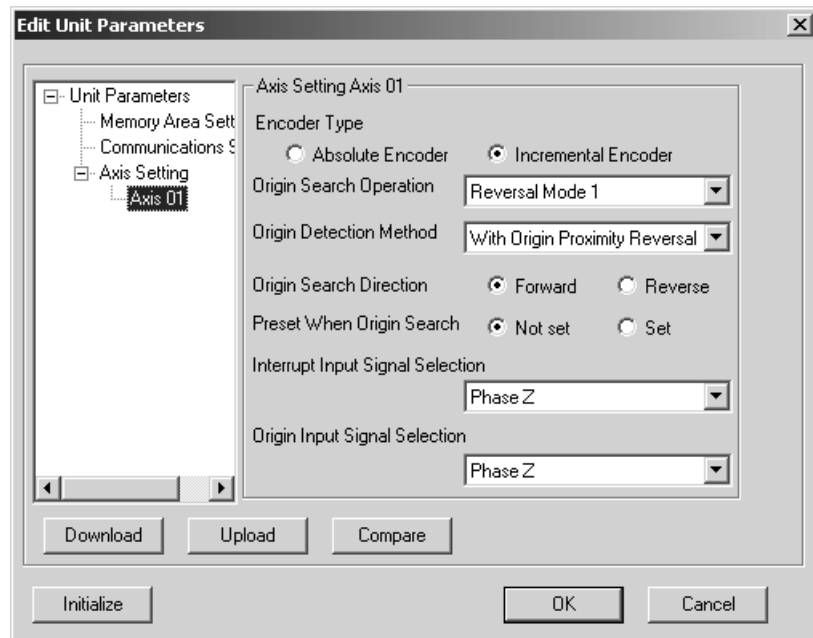 Edit Unit Parameters
Unit Parameters
Memory Area Sett
Communications S
Axis Setting
Axis 01
Axis Setting Axis 01
Encoder Type
Absolute Encoder Incremental Encoder
Origin Search Operation Reversal Mode 1
Origin Detection Method With Origin Proximity Reversal
Origin Search Direction Forward Reverse
Preset When Origin Search Not set Set
Interrupt Input Signal Selection
Phase Z
Origin Input Signal Selection
Phase Z
Download Upload Compare
Initialize OK Cancel